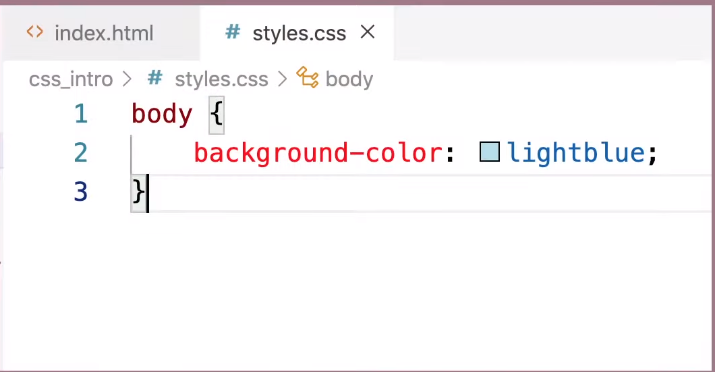 index.html # styles.css
css_intro > # styles.css > body
1 body {
2     background-color: lightblue;
3 }